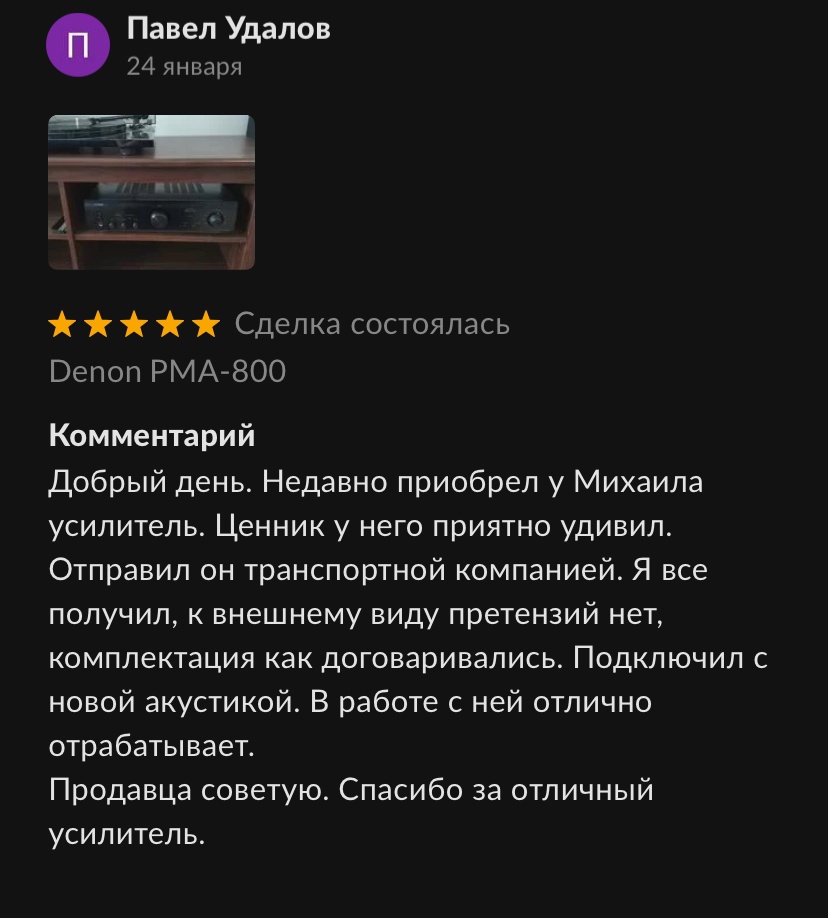 П
Павел Удалов
24 января
Сделка состоялась
Denon PMA-800
Комментарий
Добрый день. Недавно приобрел у Михаила
усилитель. Ценник у него приятно удивил.
Отправил он транспортной компанией. Я все
получил, к внешнему виду претензий нет,
комплектация как договаривались. Подключил с
новой акустикой. В работе с ней отлично
отрабатывает.
Продавца советую. Спасибо за отличный
усилитель.